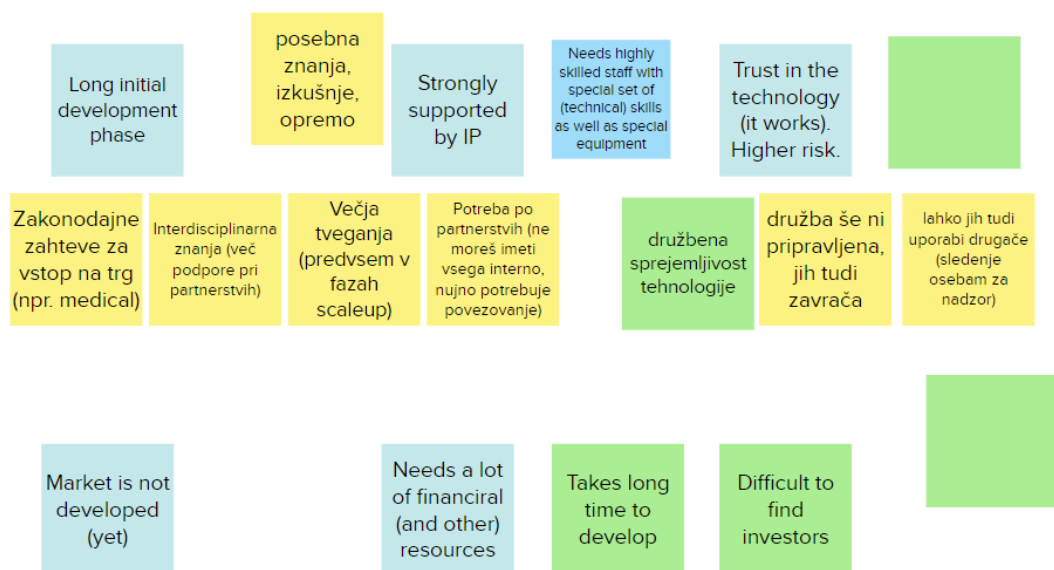 Long initial
development
phase
posebna
znanja,
izkušnje,
opremo
Strongly
supported
by IP
Needs highly
skilled staff with
special set of
(technical) skills
as well as special
equipment
Trust in the
technology
(it works).
Higher risk.
Zakonodajne
zahteve za
vstop na trg
(npr. medical)
Interdisciplinarna
znanja (več
podpore pri
partnerstvih)
Večja
tveganja
(predvsem v
fazah
scaleup)
Potreba po
partnerstvih (ne
moreš imeti
vsega interno,
nujno potrebuje
povezovanje)
družbena
sprejemljivost
tehnologije
družba še ni
pripravljena,
jih tudi
zavrača
lahko jih tudi
uporabi drugače
(sledenje
osebam za
nadzor)
Market is not
developed
(yet)
Needs a lot
of financiral
(and other)
resources
Takes long
time to
develop
Difficult to
find
investors